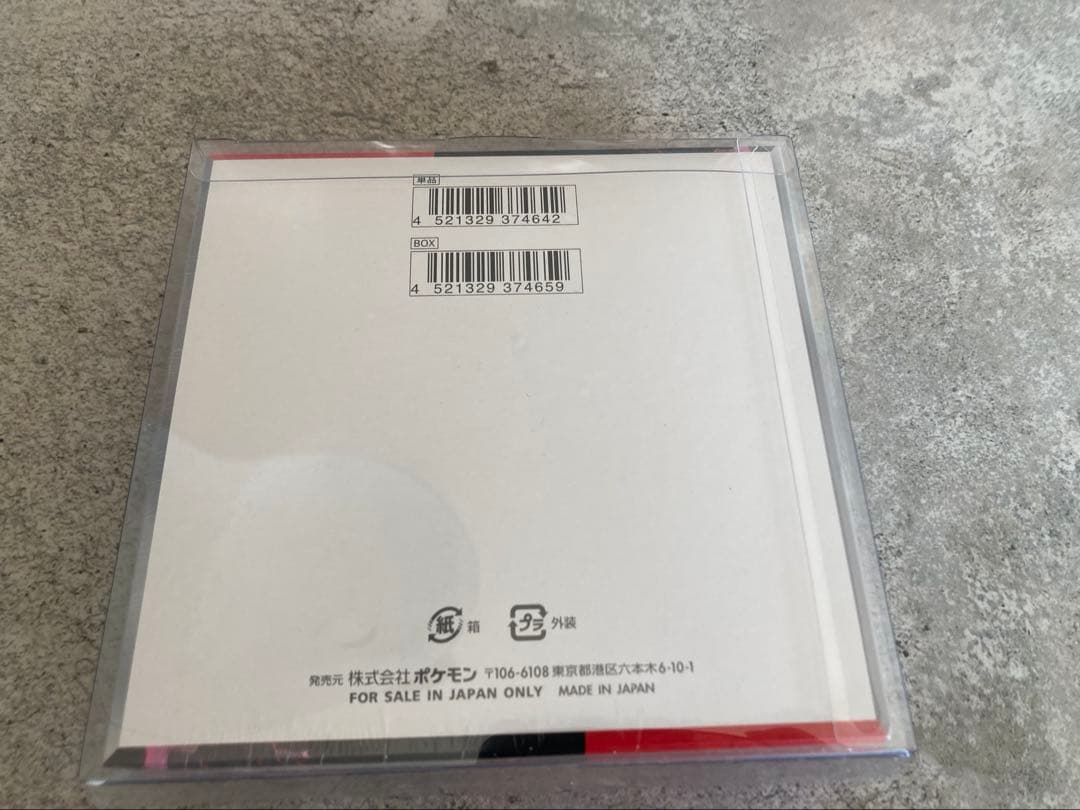 単品
4 521329 374642
BOX
4 521329 374659
紙 箱 プラ 外装
発売元 株式会社 ポケモン 〒106-6108 東京都港区六本木6-10-1
FOR SALE IN JAPAN ONLY MADE IN JAPAN